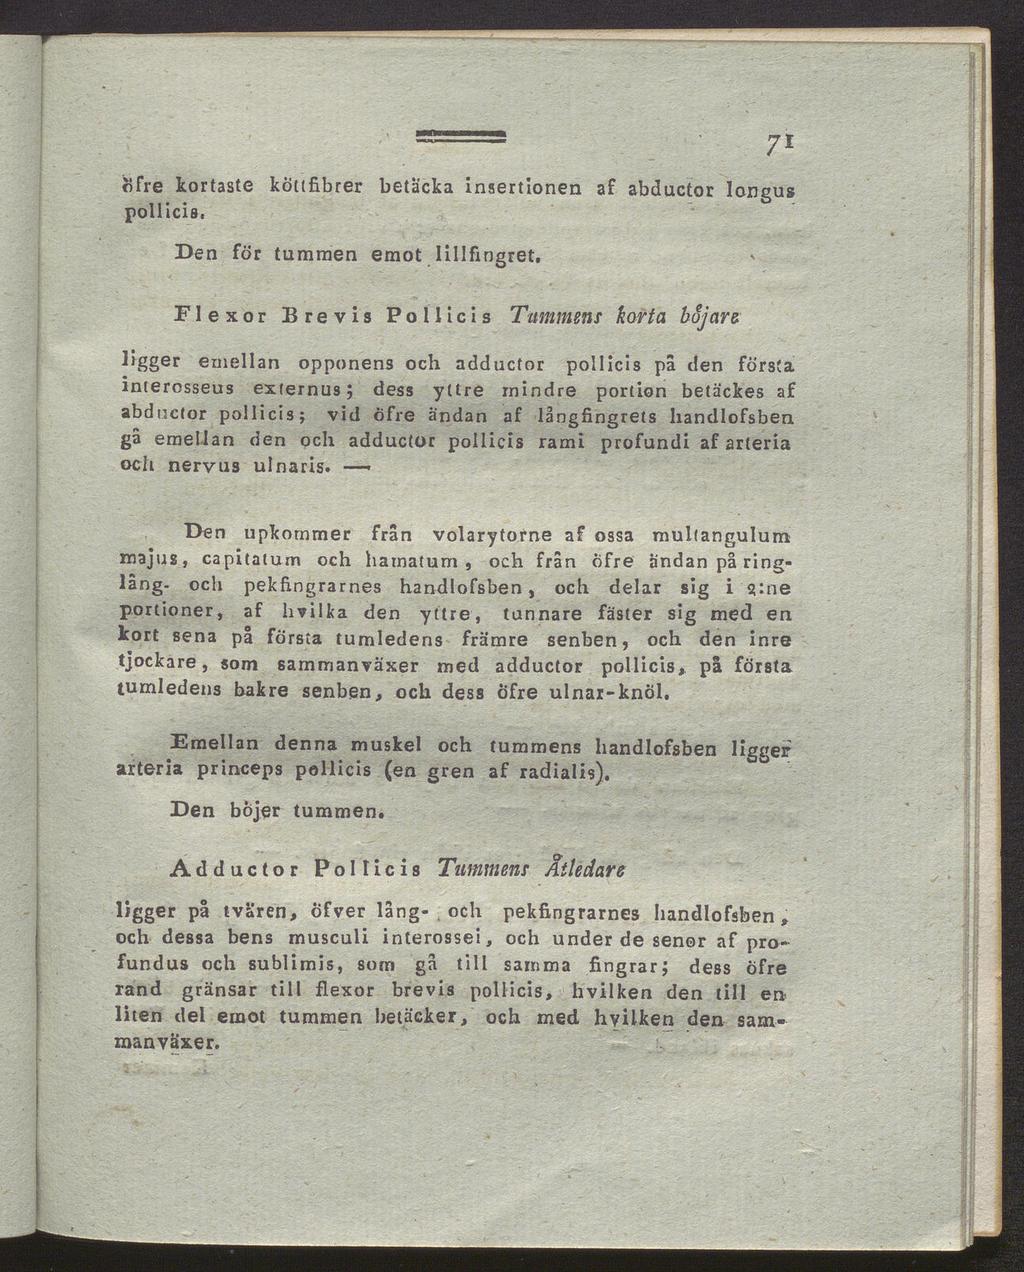 71
öfre kortaste köttfibrer betäcka insertionen af abductor longus
pollicis.
Den för tummen emot lillfingret.
Flexor Brevis Pollicis Tummens korta böjare
ligger emellan opponens och adductor pollicis på den första
interosseus externus; dess yttre mindre portion betäckes af
abductor pollicis; vid öfre ändan af långfingrets handlofsben
gå emellan den och adductor pollicis rami profundi af arteria
och nervus ulnaris. —
Den upkommer från volarytorne af ossa multangulum
majus, capitatum och hamatum, och från öfre ändan på ring-
lång- och pekfingrarnes handlofsben, och delar sig i 2:ne
portioner, af hvilka den yttre, tunnare fäster sig med en
kort sena på första tumledens främre senben, och den inre
tjockare, som sammanväxer med adductor pollicis, på första
tumledens bakre senben, och dess öfre ulnar-knöl.
Emellan denna muskel och tummens handlofsben ligger
arteria princeps pollicis (en gren af radialis).
Den böjer tummen.
Adductor Pollicis Tummens Åtledare
ligger på tvären, öfver lång- och pekfingrarnes handlofsben,
och dessa bens musculi interossei, och under de senor af pro-
fundus och sublimis, som gå till samma fingrar; dess öfre
rand gränsar till flexor brevis pollicis, hvilken den till en
liten del emot tummen betäcker, och med hvilken den sam-
manväxer.